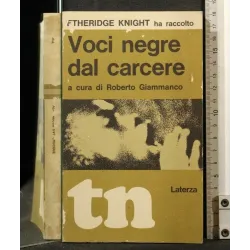 ETHERIDGE KNIGHT ha raccolto
Voci negre
dal carcere
a cura di Roberto Giammanco
Laterza
tn